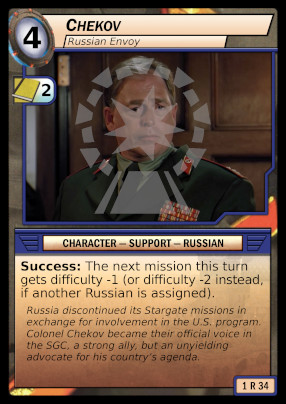 4
CHEKOV
Russian Envoy
2
CHARACTER – SUPPORT – RUSSIAN
Success: The next mission this turn
gets difficulty -1 (or difficulty -2 instead,
if another Russian is assigned).
Russia discontinued its Stargate missions in
exchange for involvement in the U.S. program.
Colonel Chekov became their official voice in
the SGC, a strong ally, but an unyielding
advocate for his country's agenda.
1 R 34